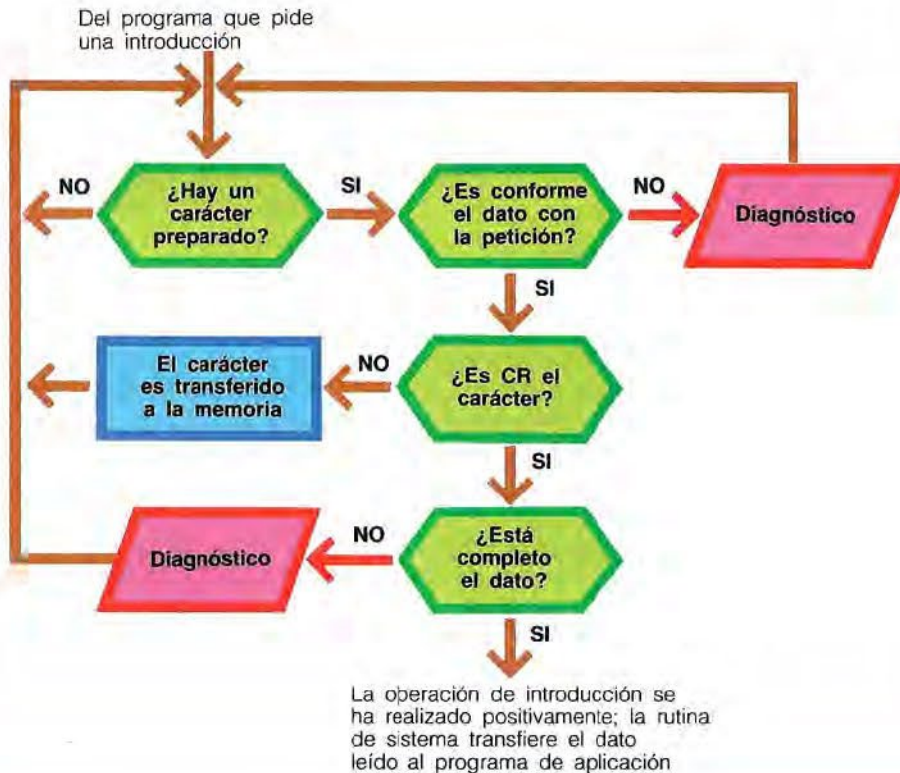 Del programa que pide
una introducción
NO
¿Hay un
carácter
preparado?
SI
¿Es conforme
el dato con
la petición?
NO
Diagnóstico
SI
El carácter
es transferido
a la memoria
NO
¿Es CR el
carácter?
SI
Diagnóstico
NO
¿Está
completo
el dato?
SI
La operación de introducción se
ha realizado positivamente; la rutina
de sistema transfiere el dato
leído al programa de aplicación